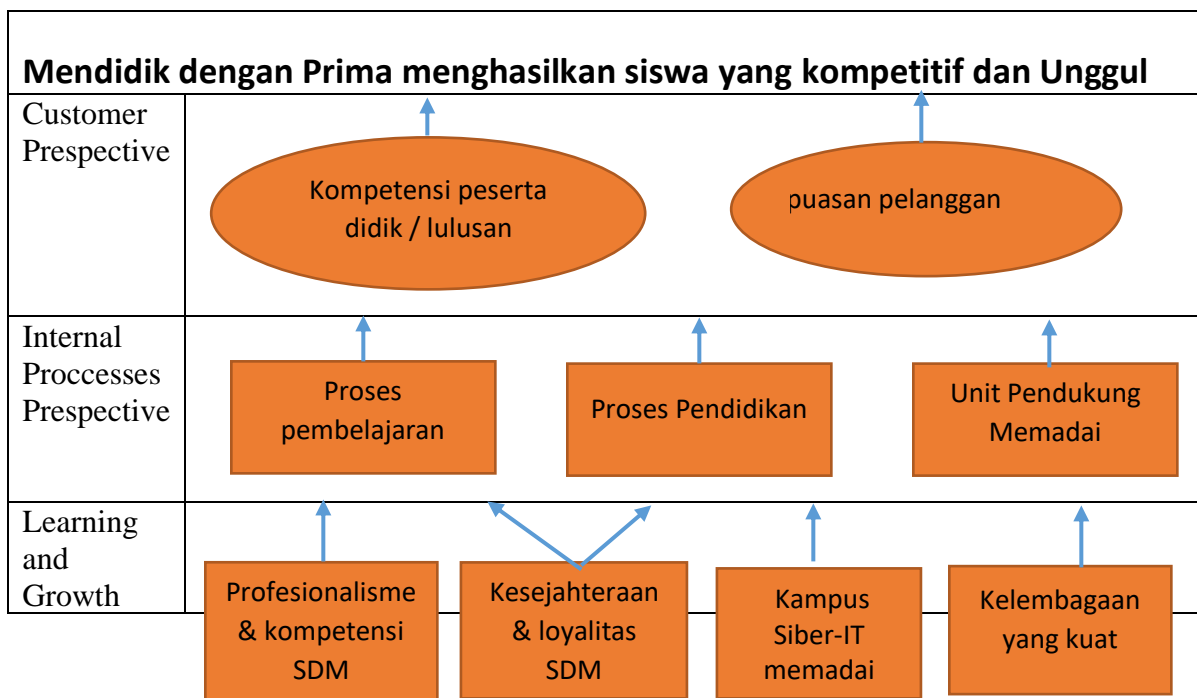 Mendidik dengan Prima menghasilkan siswa yang kompetitif dan Unggul
Customer
Prespective
Kompetensi peserta
didik / lulusan
puasan pelanggan
Internal
Proccesses
Prespective
Proses
pembelajaran
Proses Pendidikan
Unit Pendukung
Memadai
Learning
and
Growth
Profesionalisme
& kompetensi
SDM
Kesejahteraan
& loyalitas
SDM
Kampus
Siber-IT
memadai
Kelembagaan
yang kuat